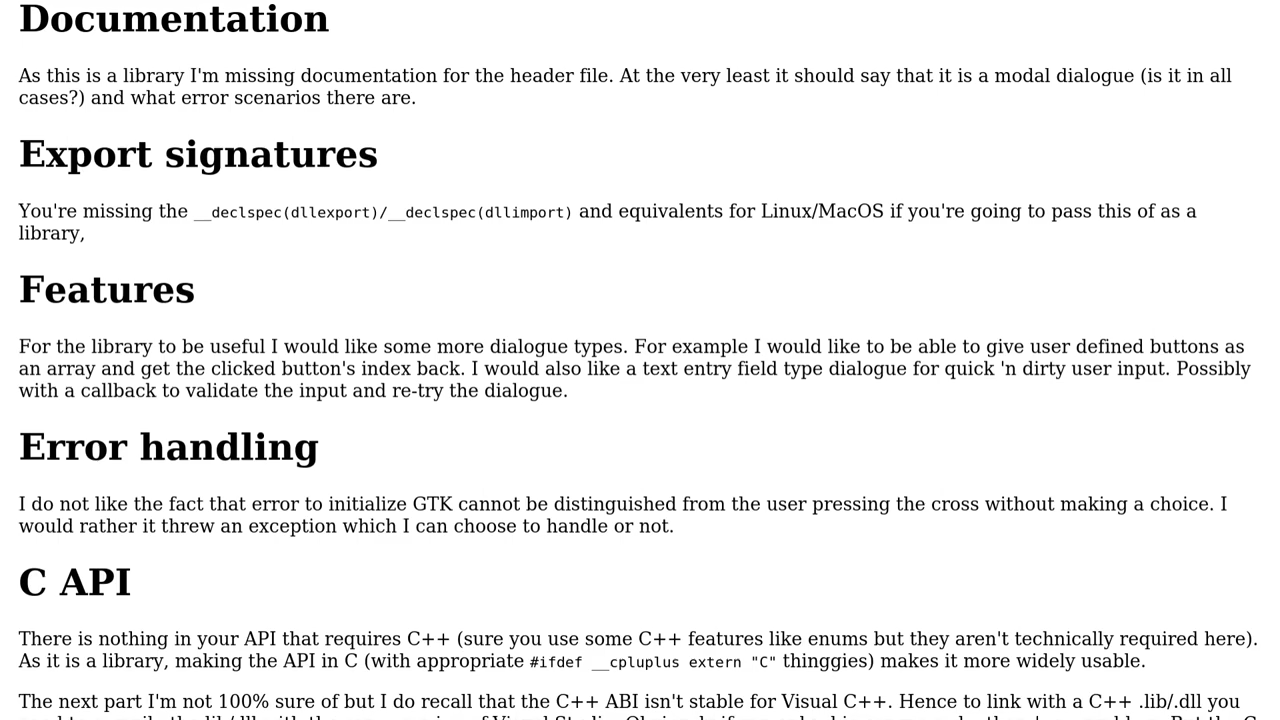 Documentation
As this is a library I'm missing documentation for the header file. At the very least it should say that it is a modal dialogue (is it in all
cases?) and what error scenarios there are.
Export signatures
You're missing the __declspec(dllexport)/__declspec(dllimport) and equivalents for Linux/MacOS if you're going to pass this of as a
library,
Features
For the library to be useful I would like some more dialogue types. For example I would like to be able to give user defined buttons as
an array and get the clicked button's index back. I would also like a text entry field type dialogue for quick 'n dirty user input. Possibly
with a callback to validate the input and re-try the dialogue.
Error handling
I do not like the fact that error to initialize GTK cannot be distinguished from the user pressing the cross without making a choice. I
would rather it threw an exception which I can choose to handle or not.
C API
There is nothing in your API that requires C++ (sure you use some C++ features like enums but they aren't technically required here).
As it is a library, making the API in C (with appropriate #ifdef __cpluplus extern "C" thinggies) makes it more widely usable.
The next part I'm not 100% sure of but I do recall that the C++ ABI isn't stable for Visual C++. Hence to link with a C++ .lib/.dll you